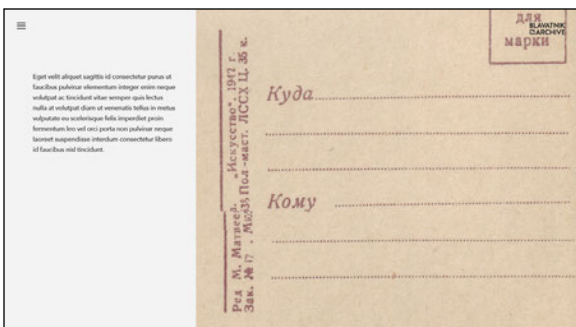 Eget velit aliquet sagittis id consectetur purus ut
faucibus pulvinar elementum integer enim neque
volutpat ac tincidunt vitae semper quis lectus
nulla at volutpat diam ut venenatis tellus in metus
vulputate eu scelerisque felis imperdiet proin
fermentum leo vel orci porta non pulvinar neque
laoreet suspendisse interdum consectetur libero
id faucibus nisl tincidunt.
Ред М. Матвеев. „Искусство". 1947 г.
Зак. № 17 . Пол -маст. ЛССХ Ц. 35 к.
для
марки
BLAVATNIK
ARCHIVE
Куда
Кому